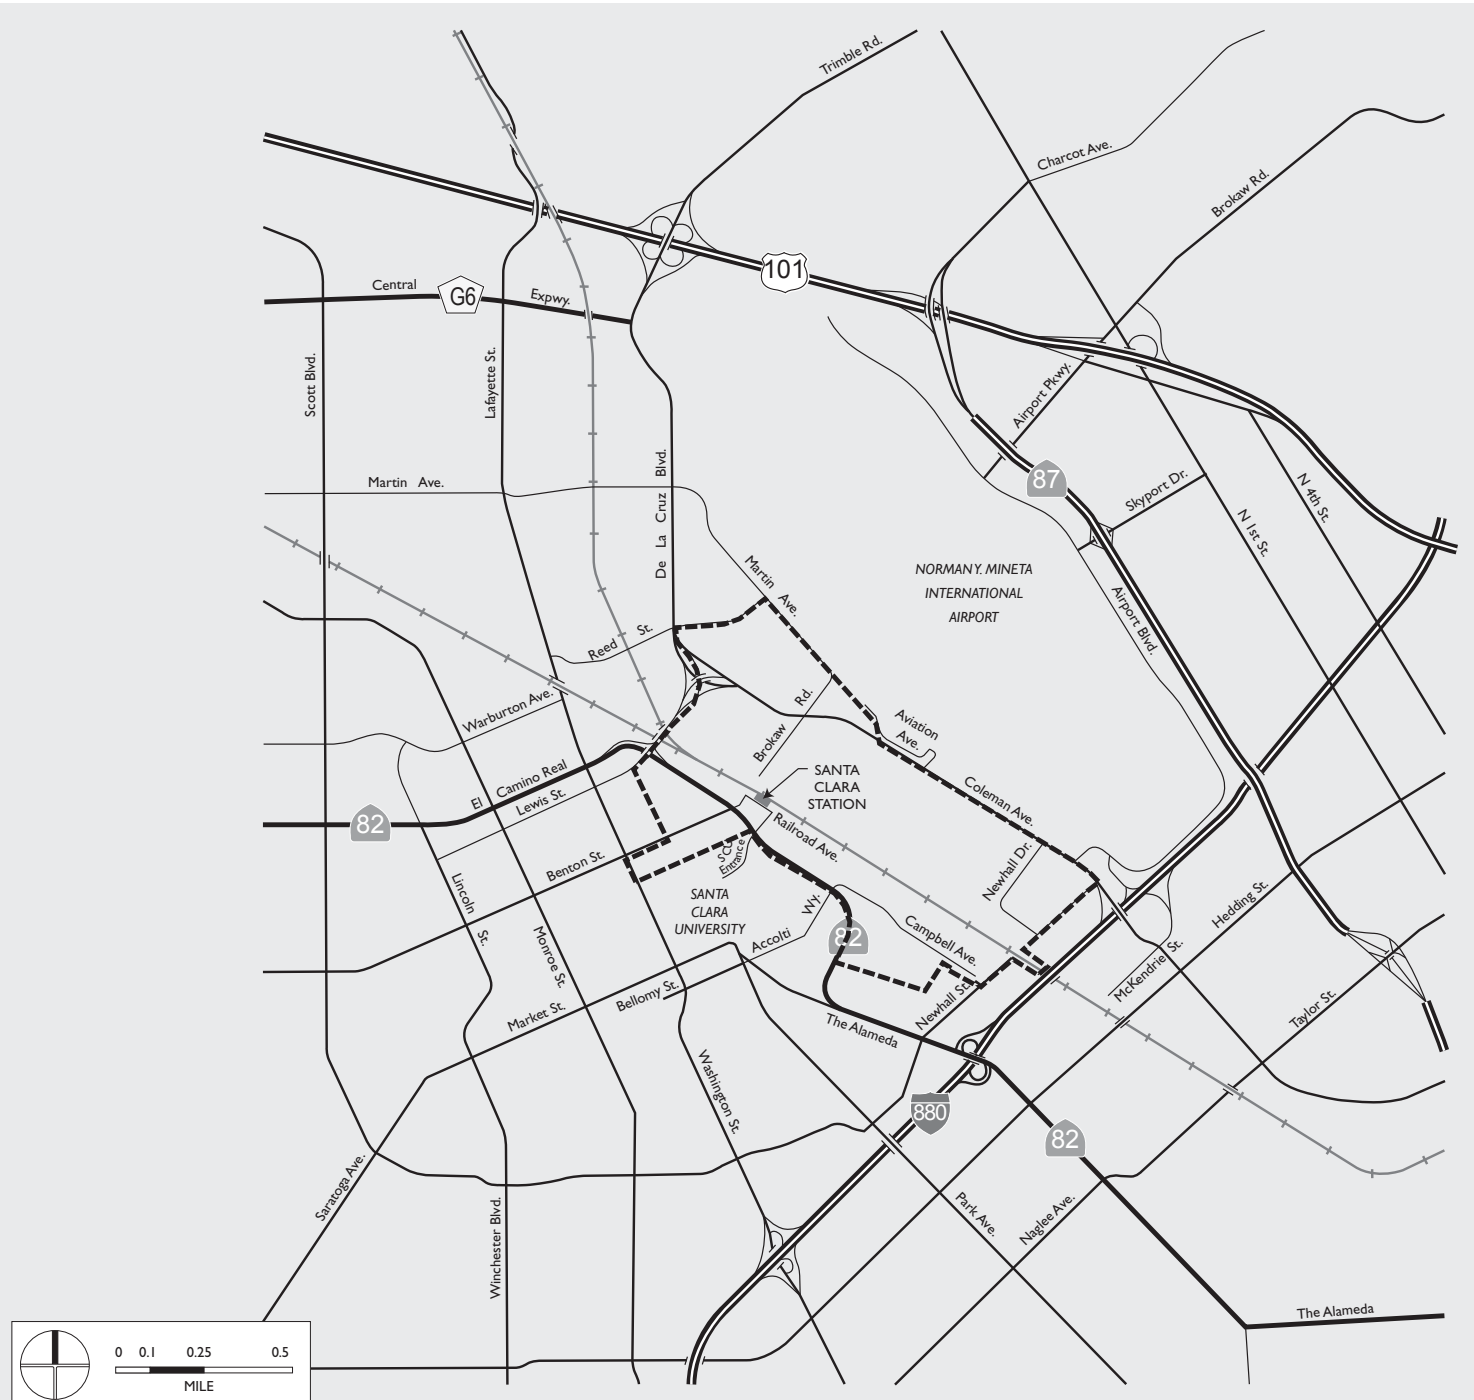 Trimble Rd.
Charcot Ave.
Brokaw Rd.
101
Central
G6
Expwy.
Scott Blvd.
Lafayette St.
Airport Pkwy.
De La Cruz Blvd.
Martin Ave.
87
Skyport Dr.
N 4th St.
N 1st St.
NORMAN Y. MINETA
INTERNATIONAL
AIRPORT
Martin Ave.
Airport Blvd.
Reed St.
Warburton Ave.
Brokaw Rd.
Aviation
Ave.
El Camino Real
SANTA
CLARA
STATION
Coleman Ave.
Lewis St.
82
Railroad Ave.
Benton St.
SCU
Entrance
Newhall Dr.
Lincoln St.
SANTA
CLARA
UNIVERSITY
Wy.
Accolti
82
Campbell Ave.
Hedding St.
Monroe St.
McKendrie St.
Bellomy St.
Market St.
Newhall St.
Taylor St.
The Alameda
Washington St.
880
82
Saratoga Ave.
Winchester Blvd.
Park Ave.
Naglee Ave.
The Alameda
0 0.1 0.25 0.5
MILE